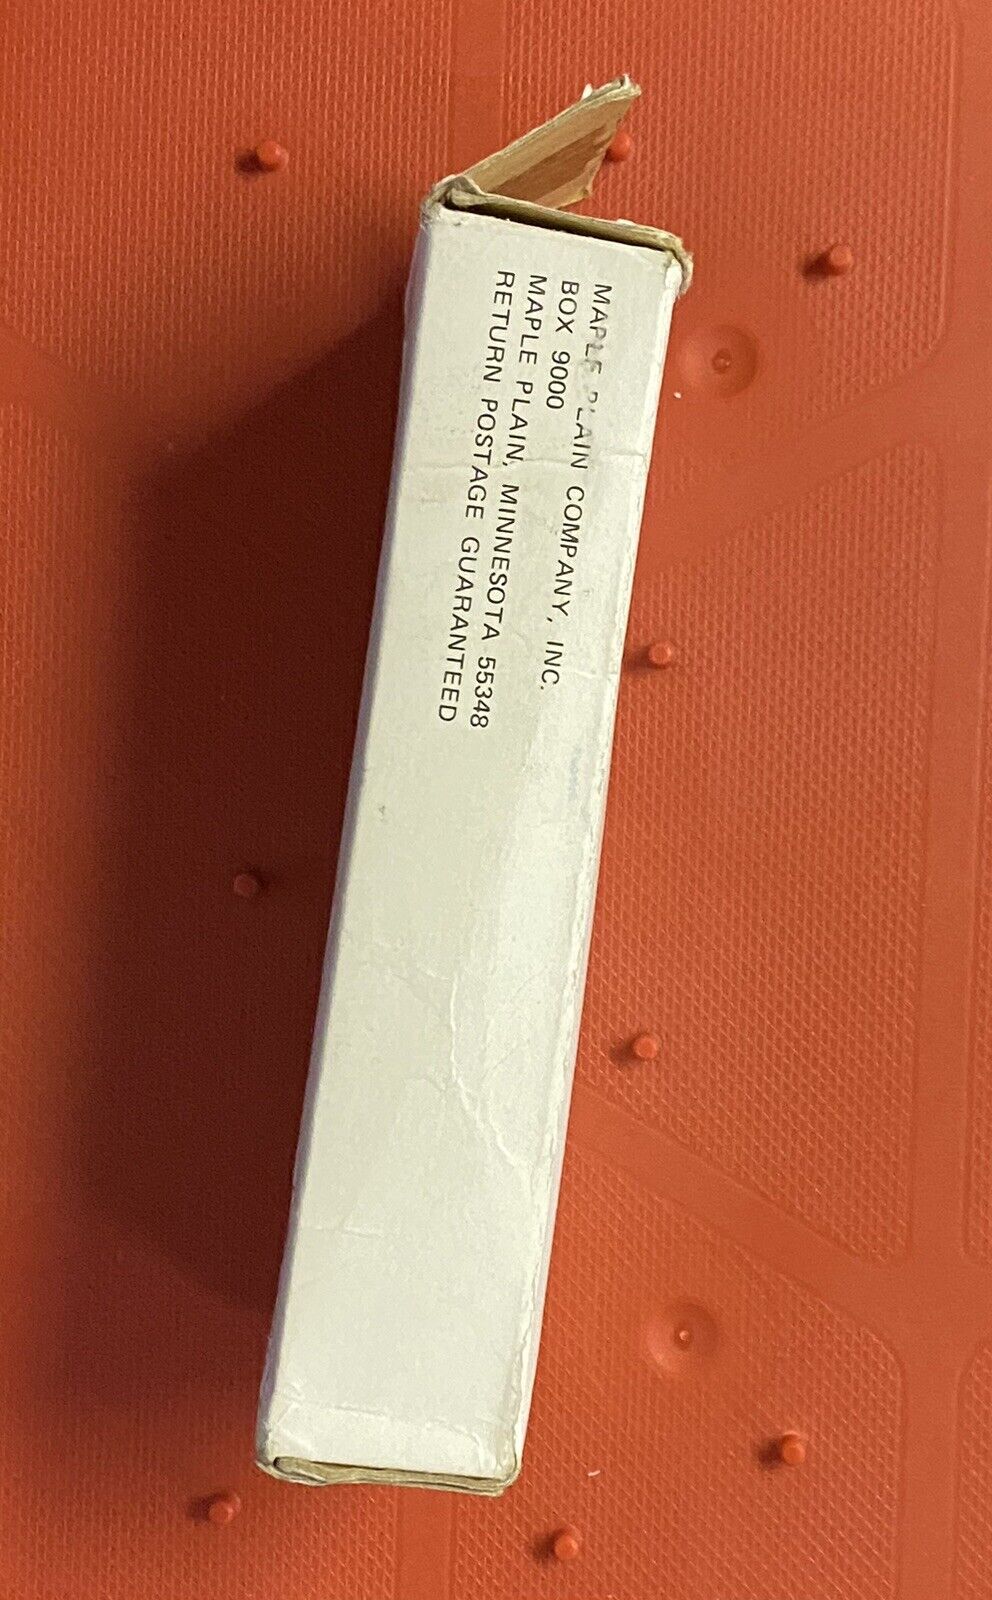 MAPLE PLAIN COMPANY, INC.
BOX 9000
MAPLE PLAIN, MINNESOTA 55348
RETURN POSTAGE GUARANTEED